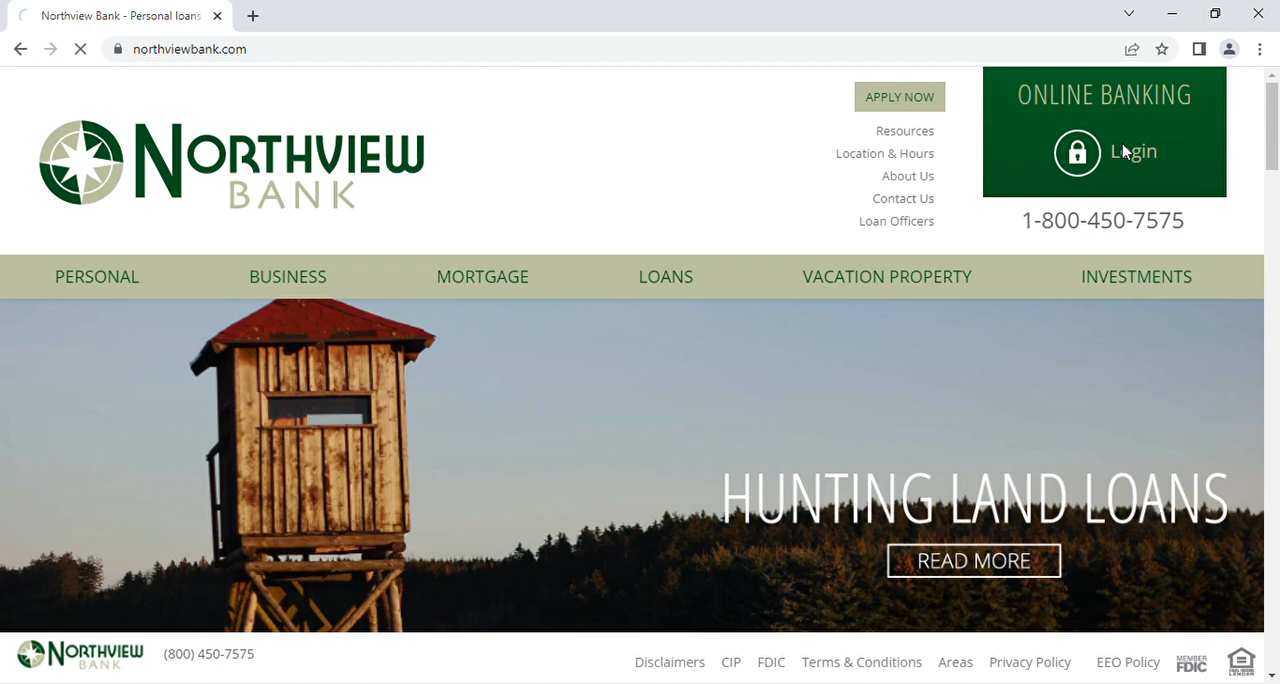 Northview Bank - Personal loans
northviewbank.com
APPLY NOW
Resources
Location & Hours
About Us
Contact Us
Loan Officers
ONLINE BANKING
Login
1-800-450-7575
NORTHVIEW
BANK
PERSONAL BUSINESS MORTGAGE LOANS VACATION PROPERTY INVESTMENTS
HUNTING LAND LOANS
READ MORE
NORTHVIEW
BANK
(800) 450-7575
Disclaimers CIP FDIC Terms & Conditions Areas Privacy Policy EEO Policy
MEMBER
FDIC